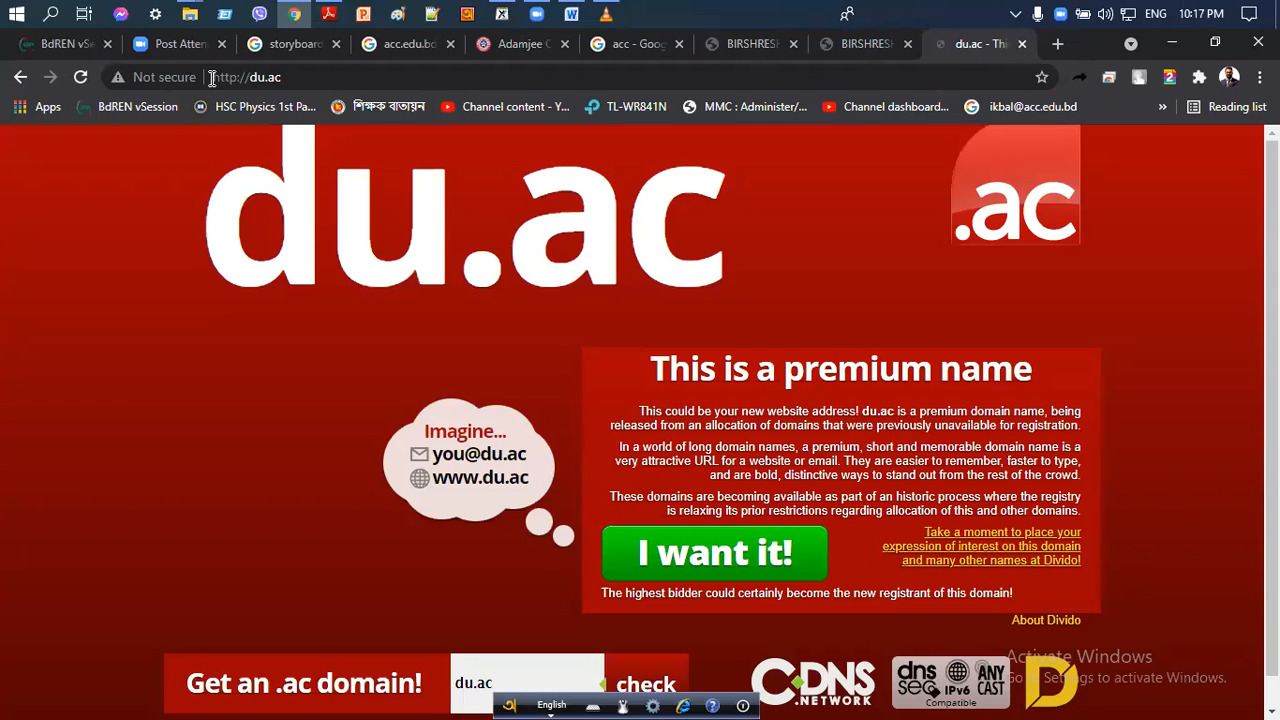 ENG 10:17 PM
BdREN vSe
Post Atten
storyboard
acc.edu.bd
Adamjee C
acc - Goog
BIRSHRESH
BIRSHRESH
du.ac - Thi
Not secure
http://du.ac
Apps
BdREN vSession
HSC Physics 1st Pa...
শিক্ষক বাতায়ন
Channel content - Y...
TL-WR841N
MMC : Administer/...
Channel dashboard...
ikbal@acc.edu.bd
»
Reading list
du.ac
.ac
This is a premium name
This could be your new website address! du.ac is a premium domain name, being
released from an allocation of domains that were previously unavailable for registration.
In a world of long domain names, a premium, short and memorable domain name is a
very attractive URL for a website or email. They are easier to remember, faster to type,
and are bold, distinctive ways to stand out from the rest of the crowd.
These domains are becoming available as part of an historic process where the registry
is relaxing its prior restrictions regarding allocation of this and other domains.
Imagine...
you@du.ac
www.du.ac
I want it!
Take a moment to place your
expression of interest on this domain
and many other names at Divido!
The highest bidder could certainly become the new registrant of this domain!
About Divido
Activate Windows
Go to Settings to activate Windows.
Get an .ac domain!
du.ac
check
CDNS
.NETWORK
dns
sec
IPv6
ANY
CAST
Compatible
D
English